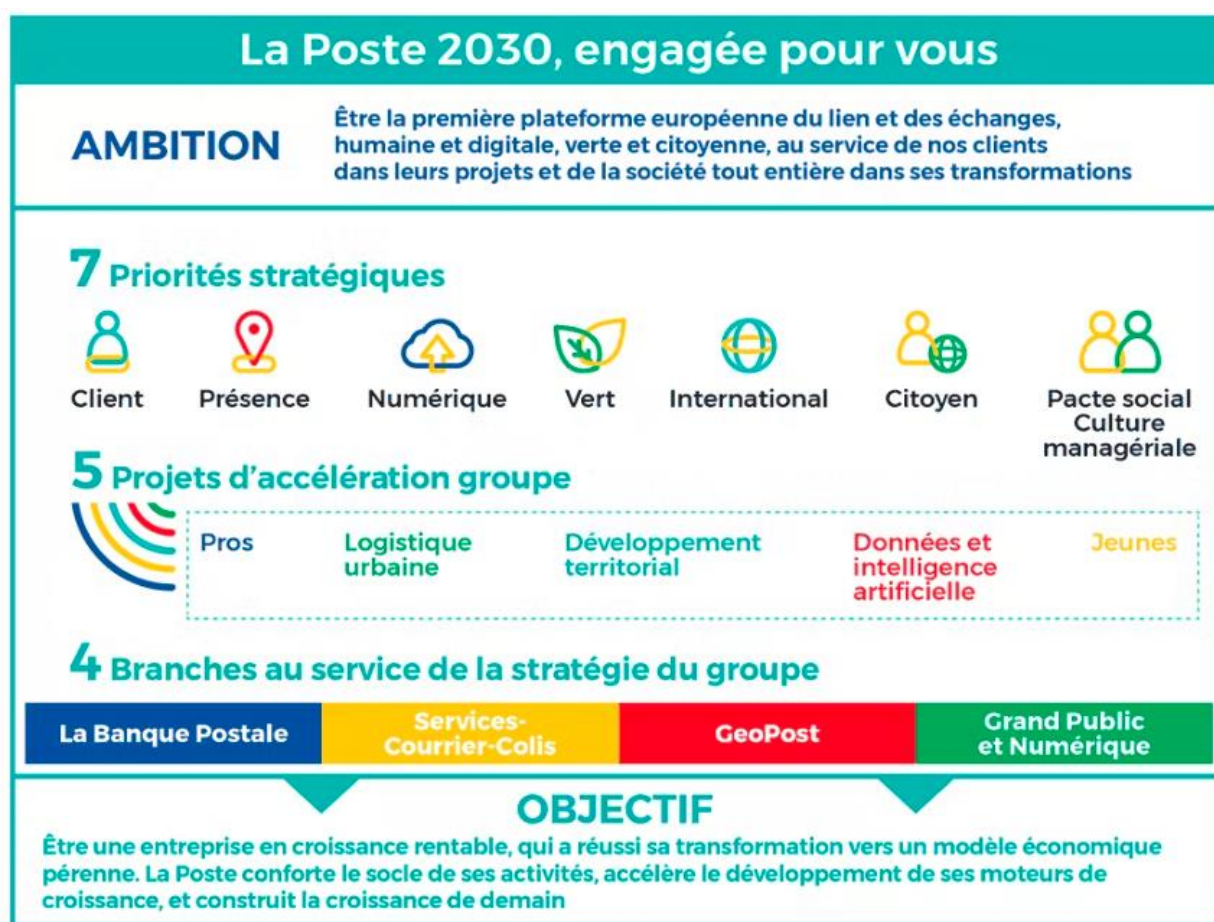 La Poste 2030, engagée pour vous
AMBITION
Être la première plateforme européenne du lien et des échanges,
humaine et digitale, verte et citoyenne, au service de nos clients
dans leurs projets et de la société tout entière dans ses transformations
7 Priorités stratégiques
Client
Présence
Numérique
Vert
International
Citoyen
Pacte social
Culture
managériale
5 Projets d’accélération groupe
Pros
Logistique
urbaine
Développement
territorial
Données et
intelligence
artificielle
Jeunes
4 Branches au service de la stratégie du groupe
La Banque Postale
Services-
Courrier-Colis
GeoPost
Grand Public
et Numérique
OBJECTIF
Être une entreprise en croissance rentable, qui a réussi sa transformation vers un modèle économique
pérenne. La Poste conforte le socle de ses activités, accélère le développement de ses moteurs de
croissance, et construit la croissance de demain